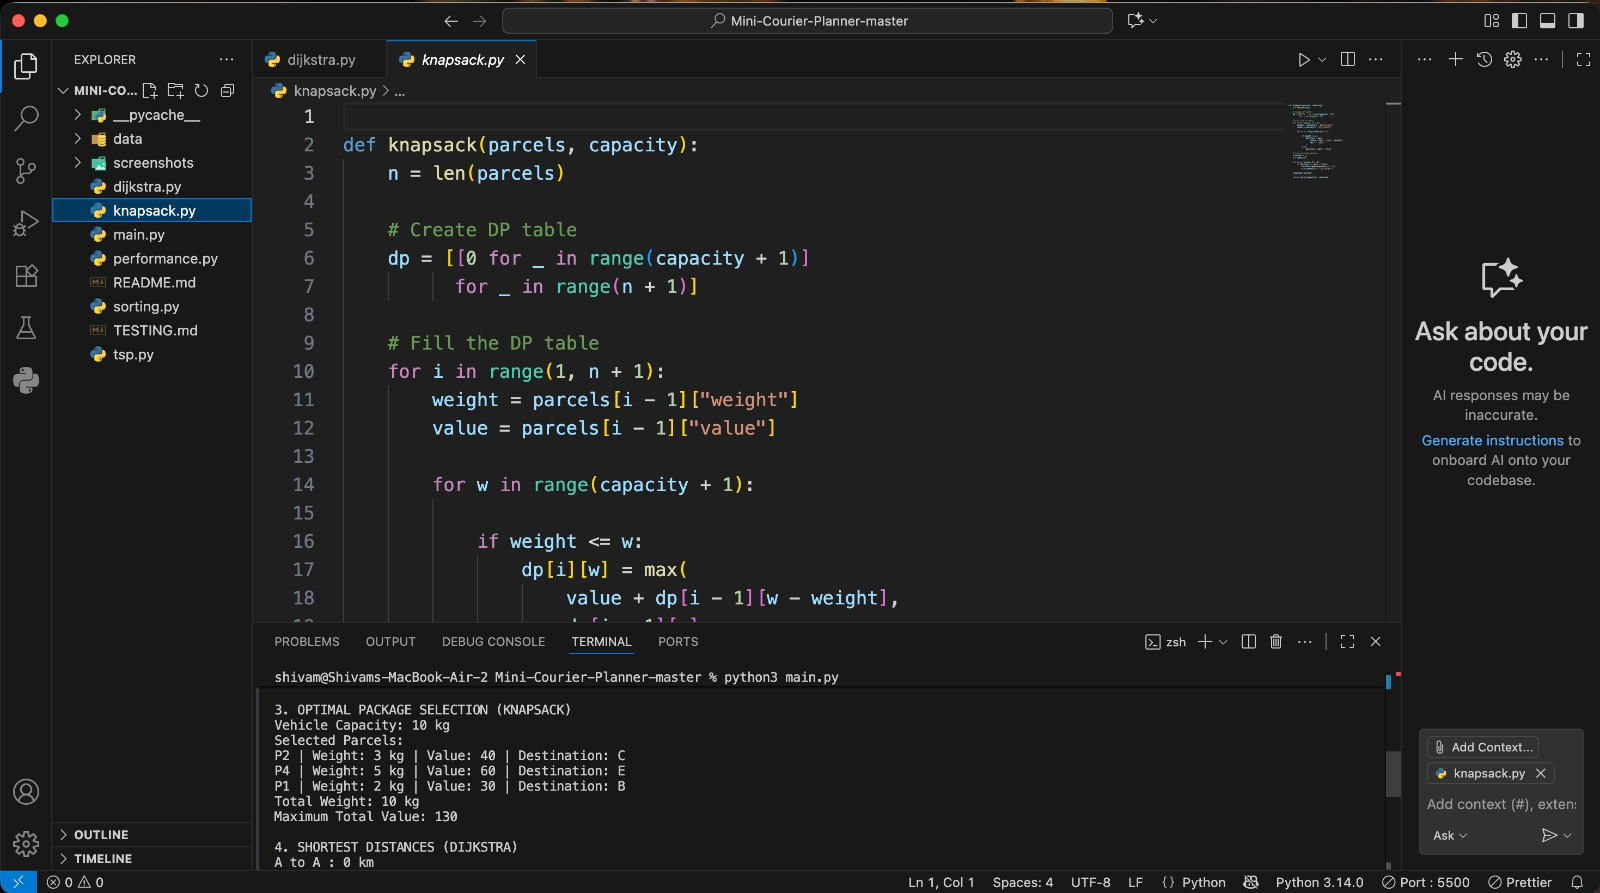 Mini-Courier-Planner-master
EXPLORER
MINI-CO...
__pycache__
data
screenshots
dijkstra.py
knapsack.py
main.py
performance.py
README.md
sorting.py
TESTING.md
tsp.py
OUTLINE
TIMELINE
dijkstra.py
knapsack.py
knapsack.py > ...
1
2 def knapsack(parcels, capacity):
3 n = len(parcels)
4
5 # Create DP table
6 dp = [[0 for _ in range(capacity + 1)]
7 for _ in range(n + 1)]
8
9 # Fill the DP table
10 for i in range(1, n + 1):
11 weight = parcels[i - 1]["weight"]
12 value = parcels[i - 1]["value"]
13
14 for w in range(capacity + 1):
15
16 if weight <= w:
17 dp[i][w] = max(
18 value + dp[i - 1][w - weight],
PROBLEMS OUTPUT DEBUG CONSOLE TERMINAL PORTS
zsh
shivam@Shivams-MacBook-Air-2 Mini-Courier-Planner-master % python3 main.py
3. OPTIMAL PACKAGE SELECTION (KNAPSACK)
Vehicle Capacity: 10 kg
Selected Parcels:
P2 | Weight: 3 kg | Value: 40 | Destination: C
P4 | Weight: 5 kg | Value: 60 | Destination: E
P1 | Weight: 2 kg | Value: 30 | Destination: B
Total Weight: 10 kg
Maximum Total Value: 130
4. SHORTEST DISTANCES (DIJKSTRA)
A to A : 0 km
Ask about your
code.
AI responses may be
inaccurate.
Generate instructions to
onboard AI onto your
codebase.
Add Context...
knapsack.py
Add context (#), extens
Ask
0 0
Ln 1, Col 1 Spaces: 4 UTF-8 LF {} Python Python 3.14.0 Port : 5500 Prettier